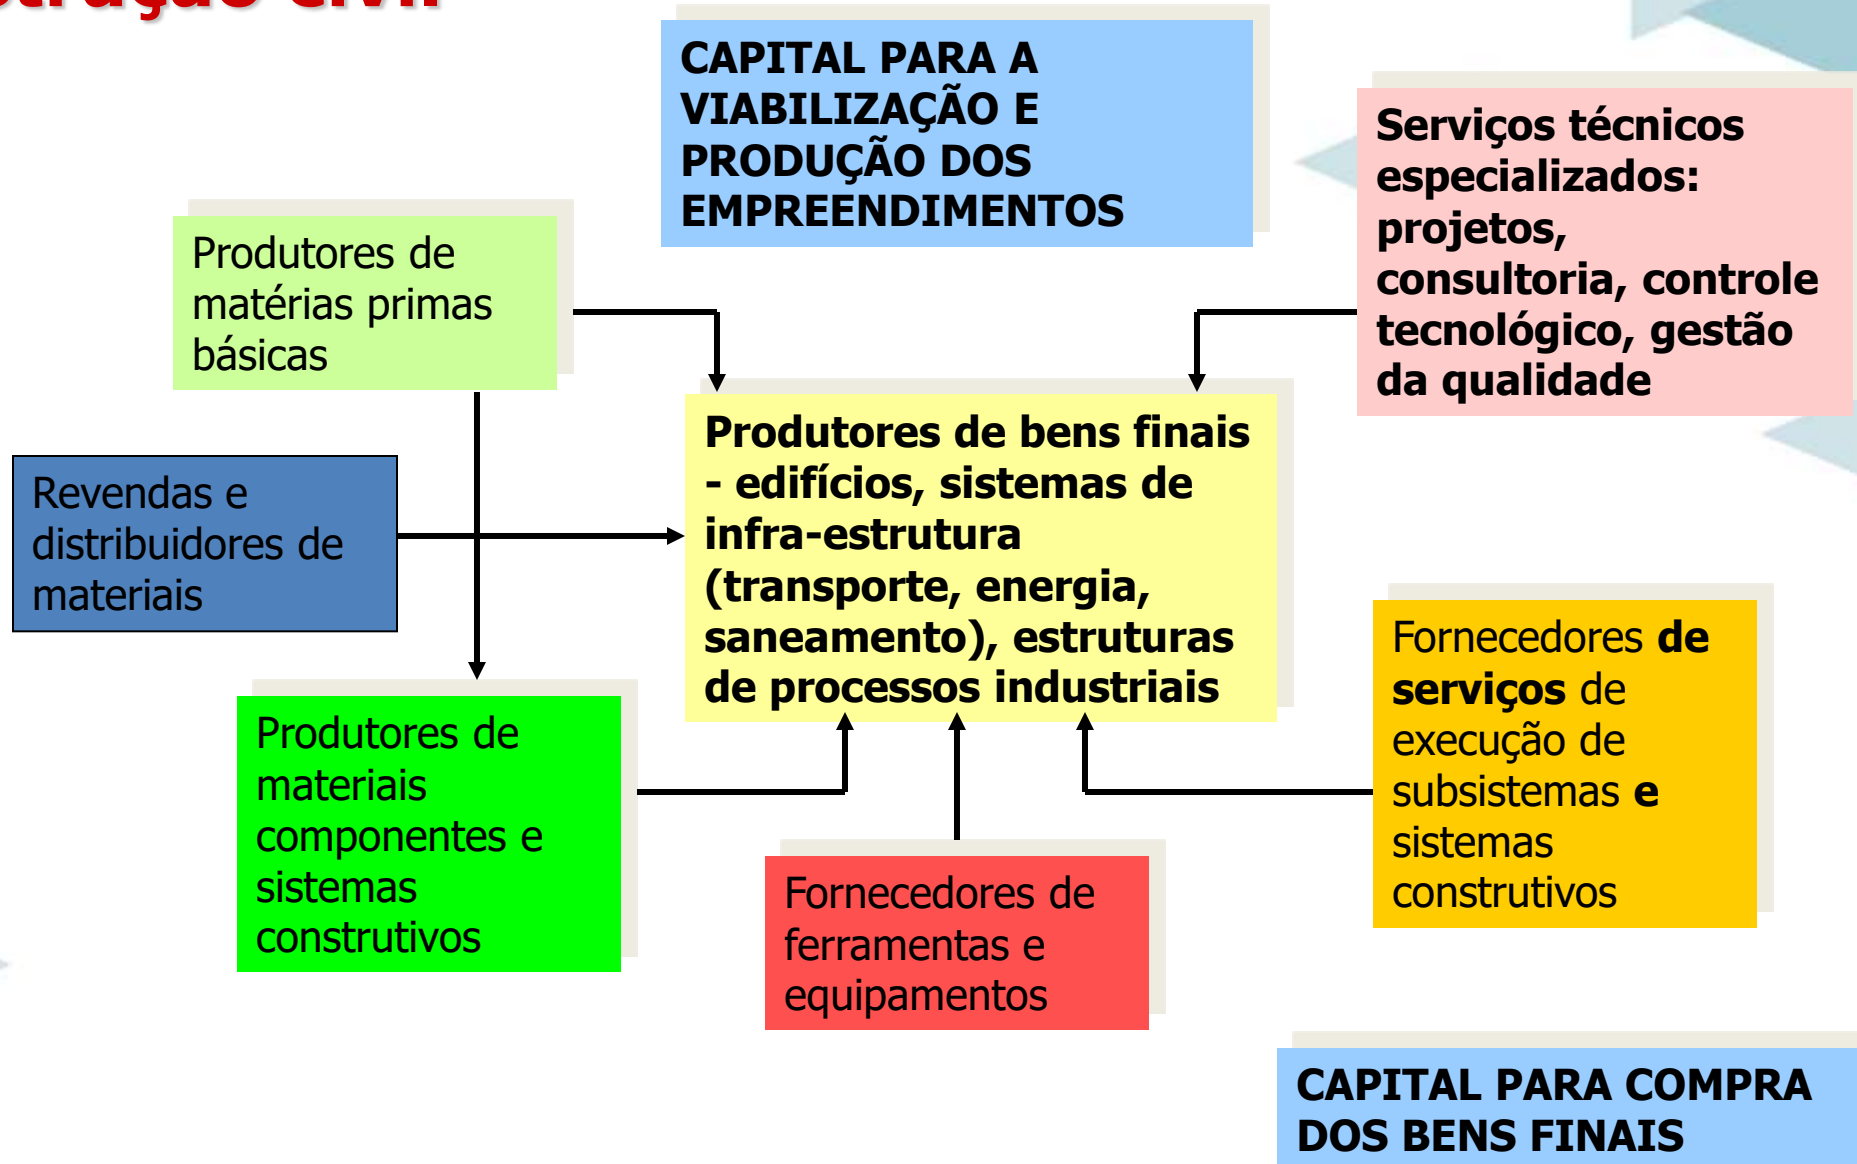 civil
CAPITAL PARA A
VIABILIZAÇÃO E
PRODUÇÃO DOS
EMPREENDIMENTOS
Serviços técnicos
especializados:
projetos,
consultoria, controle
tecnológico, gestão
da qualidade
Produtores de
matérias primas
básicas
Produtores de bens finais
- edifícios, sistemas de
infra-estrutura
(transporte, energia,
saneamento), estruturas
de processos industriais
Revendas e
distribuidores de
materiais
Fornecedores de
serviços de
execução de
subsistemas e
sistemas
construtivos
Produtores de
materiais
componentes e
sistemas
construtivos
Fornecedores de
ferramentas e
equipamentos
CAPITAL PARA COMPRA
DOS BENS FINAIS